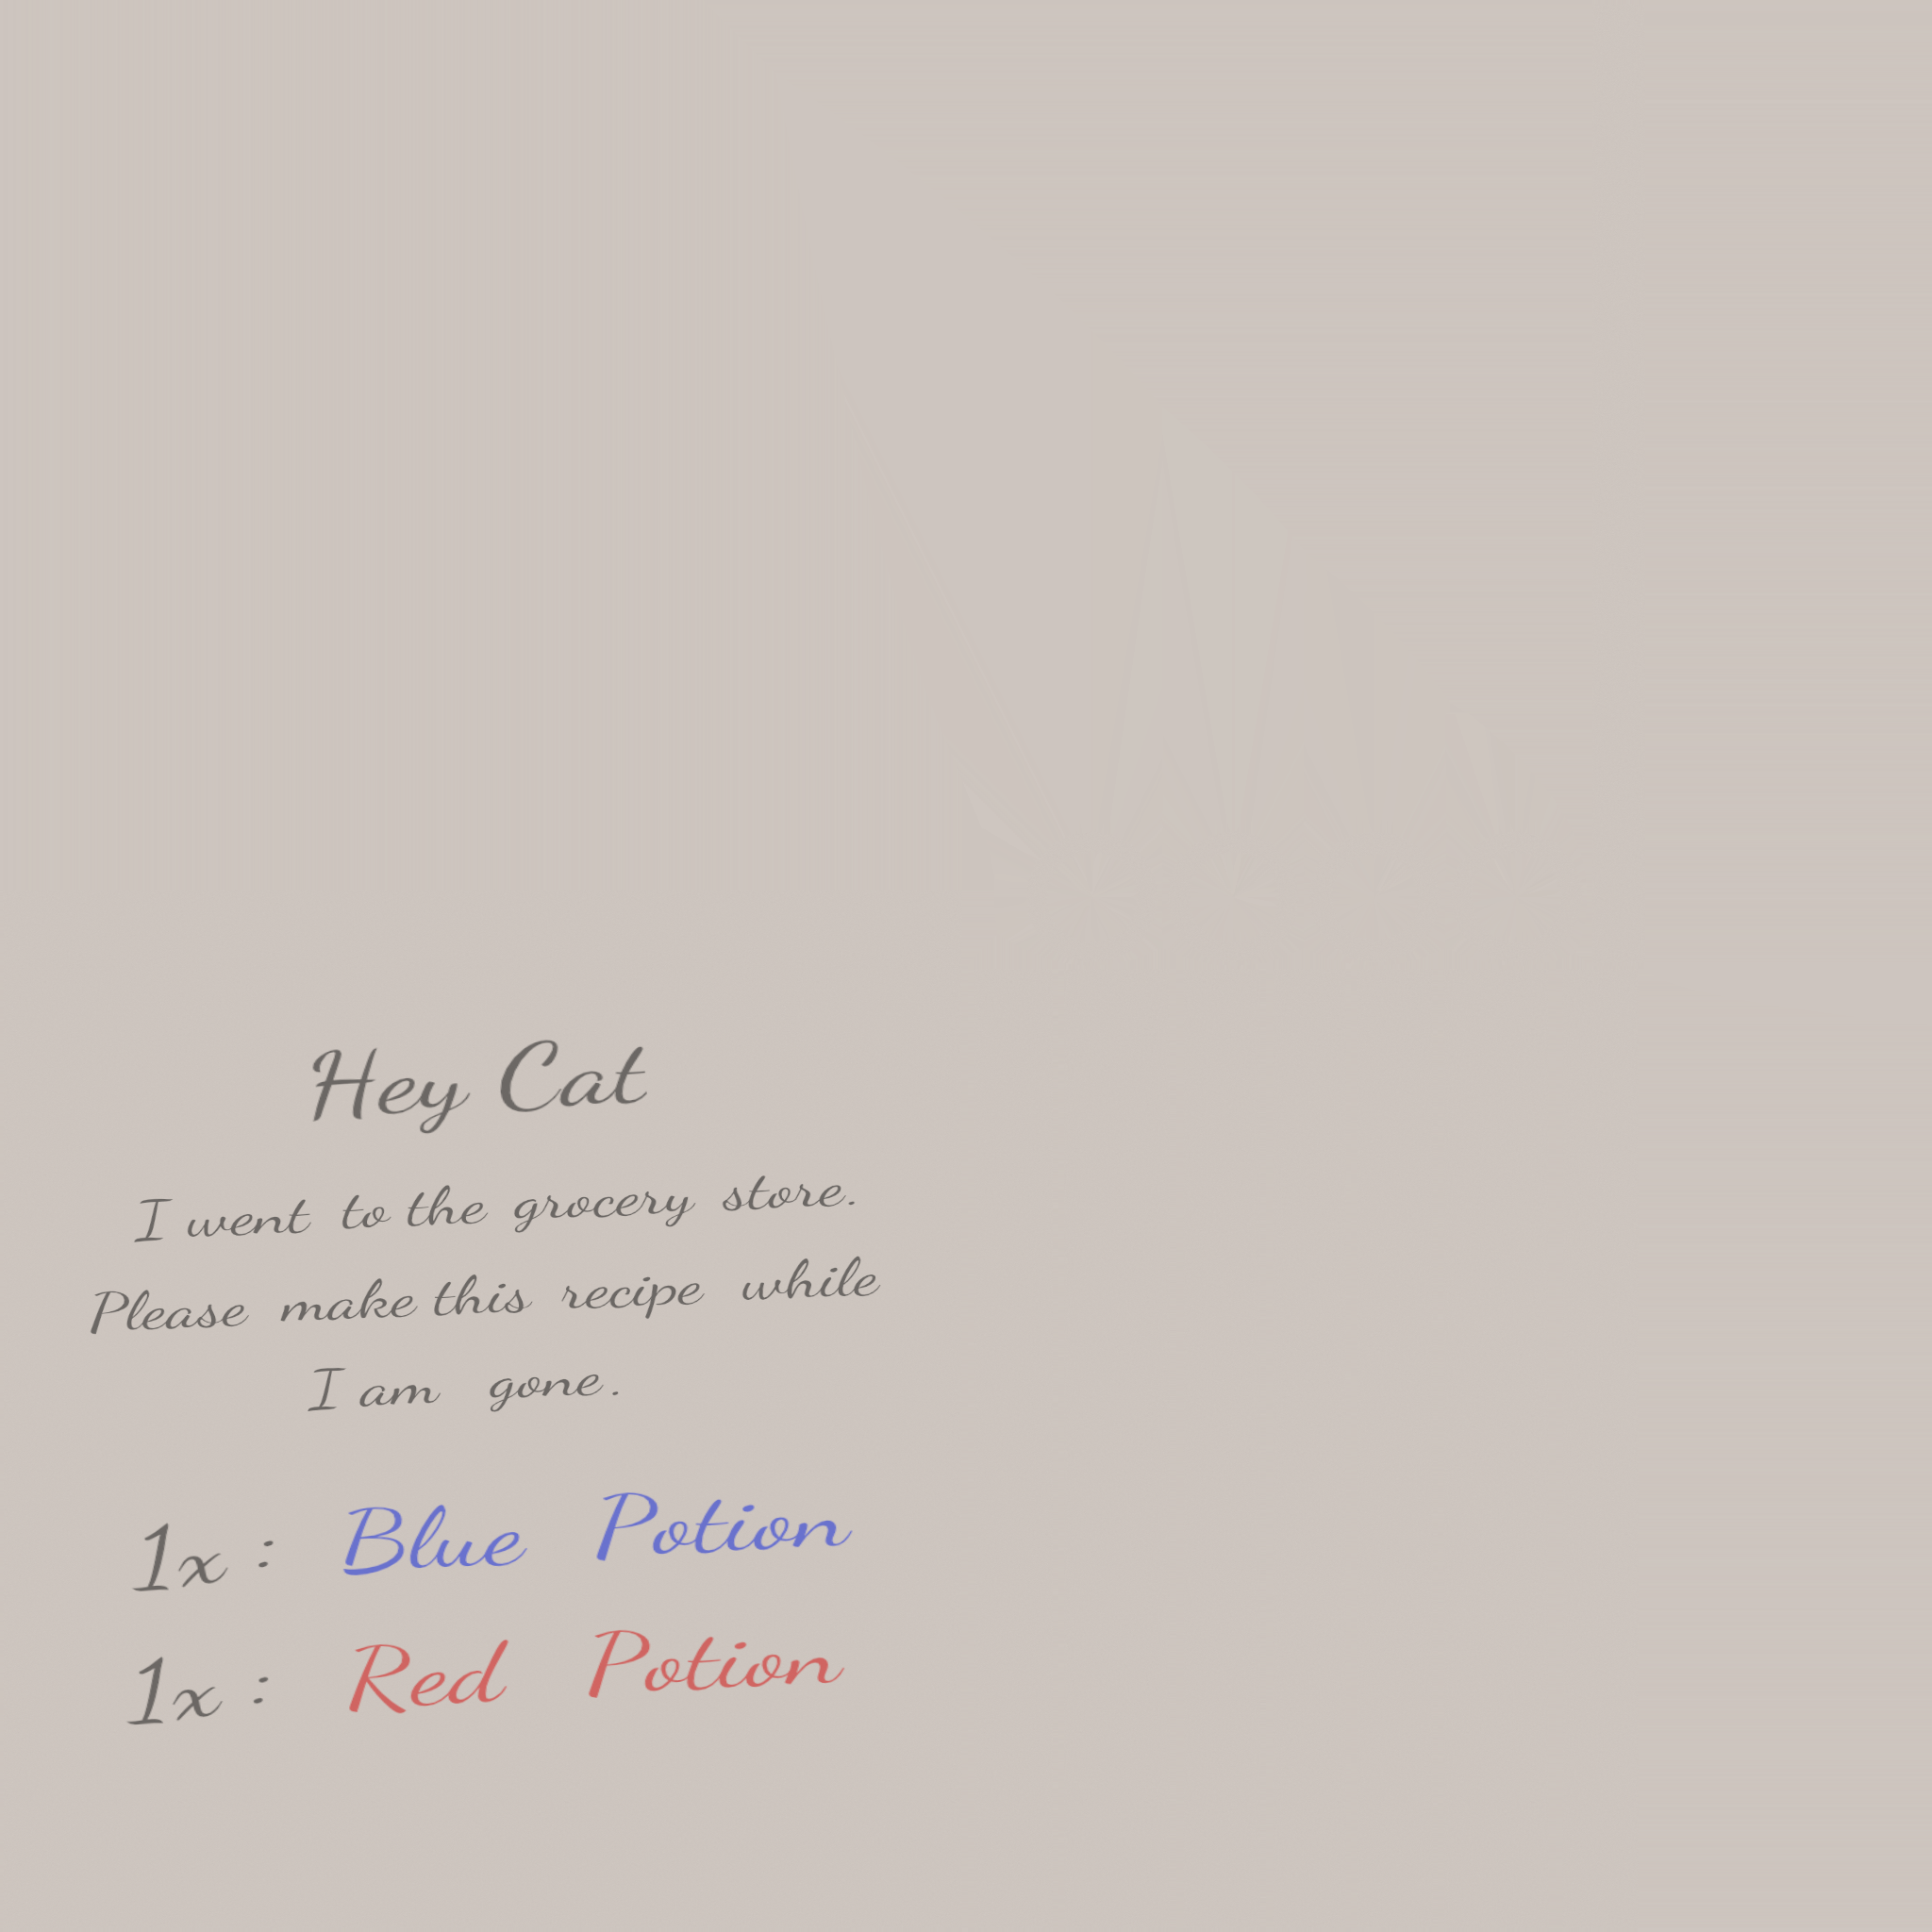 Hey Cat
I went to the grocery store.
Please make this recipe while
I am gone.
1x : Blue Potion
1x : Red Potion